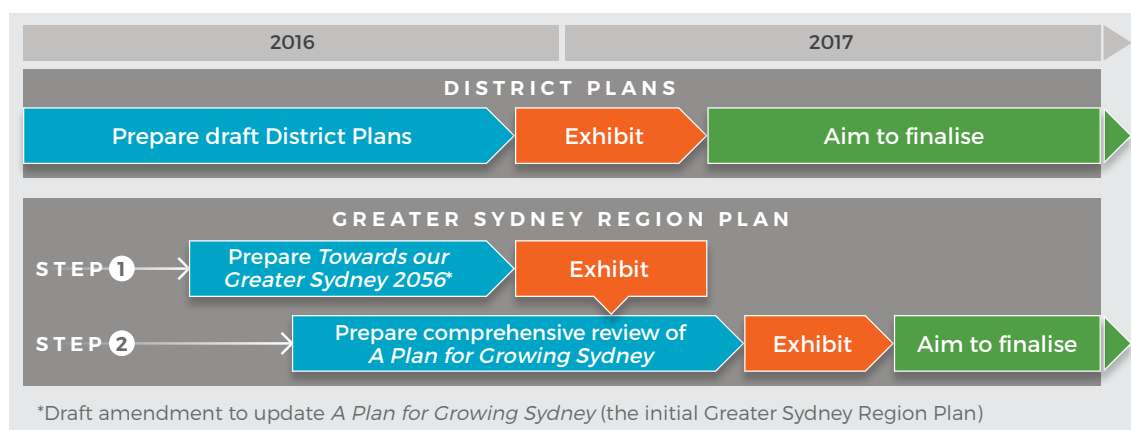 2016
2017
DISTRICT PLANS
Prepare draft District Plans
Exhibit
Aim to finalise
GREATER SYDNEY REGION PLAN
STEP 1
Prepare Towards our
Greater Sydney 2056*
Exhibit
STEP 2
Prepare comprehensive review of
A Plan for Growing Sydney
Exhibit
Aim to finalise
*Draft amendment to update A Plan for Growing Sydney (the initial Greater Sydney Region Plan)